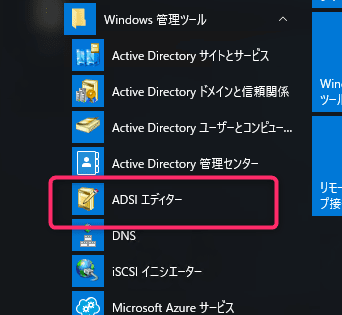 Windows 管理ツール
Active Directory サイトとサービス
Active Directory ドメインと信頼関係
Active Directory ユーザーとコンピュー...
Active Directory 管理センター
ADSI エディター
DNS
iSCSI イニシエーター
Microsoft Azure サービス
Win
ツール
リモー
プ接